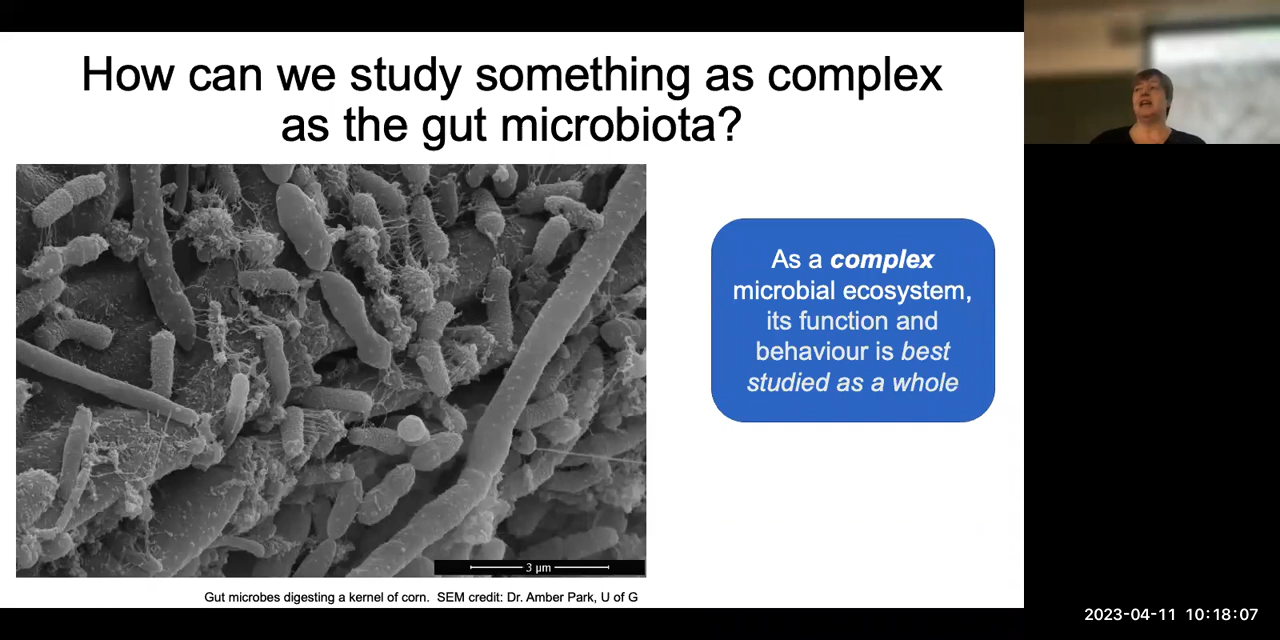 How can we study something as complex
as the gut microbiota?
As a complex
microbial ecosystem,
its function and
behaviour is best
studied as a whole
3 µm
Gut microbes digesting a kernel of corn.  SEM credit: Dr. Amber Park, U of G
2023-04-11 10:18:07